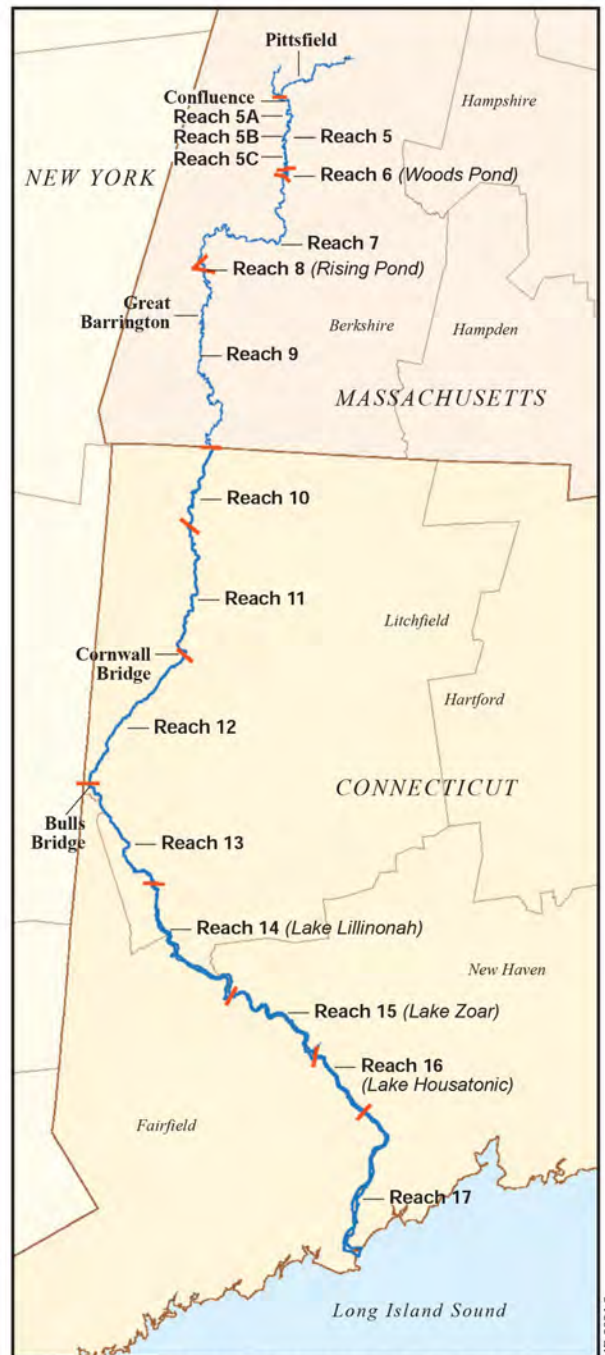 Pittsfield
Confluence
Hampshire
Reach 5A
Reach 5B
Reach 5
Reach 5C
NEW YORK
Reach 6 (Woods Pond)
Reach 7
Reach 8 (Rising Pond)
Great
Barrington
Berkshire
Hampden
Reach 9
MASSACHUSETTS
Reach 10
Reach 11
Litchfield
Cornwall
Bridge
Hartford
Reach 12
CONNECTICUT
Bulls
Bridge
Reach 13
Reach 14 (Lake Lillinonah)
New Haven
Reach 15 (Lake Zoar)
Reach 16
(Lake Housatonic)
Fairfield
Reach 17
Long Island Sound